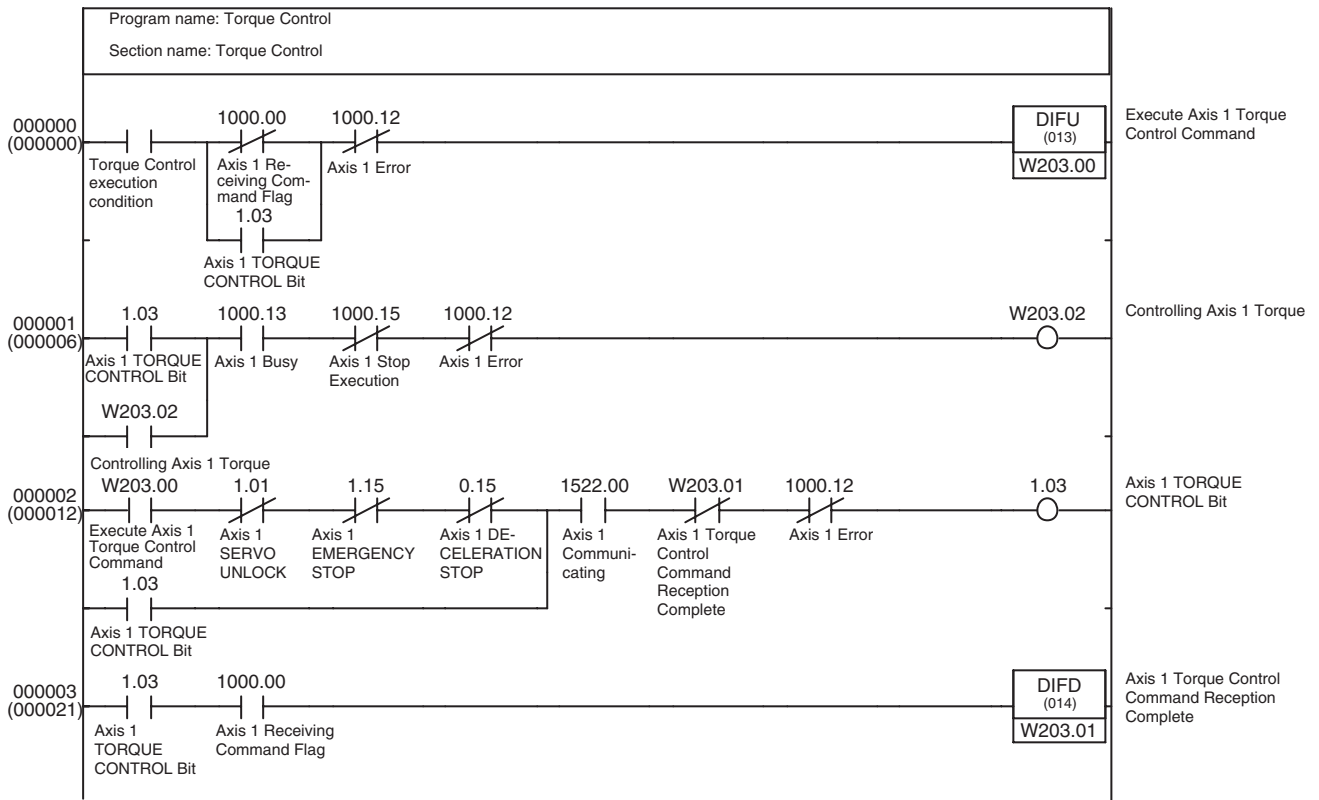 Program name: Torque Control
Section name: Torque Control
000000
(000000)
1000.00
1000.12
DIFU
(013)
W203.00
Execute Axis 1 Torque
Control Command
Torque Control
execution
condition
Axis 1 Re-
ceiving Com-
mand Flag
Axis 1 Error
1.03
Axis 1 TORQUE
CONTROL Bit
000001
(000006)
1.03
1000.13
1000.15
1000.12
W203.02
Controlling Axis 1 Torque
Axis 1 TORQUE
CONTROL Bit
Axis 1 Busy
Axis 1 Stop
Execution
Axis 1 Error
W203.02
Controlling Axis 1 Torque
000002
(000012)
W203.00
1.01
1.15
0.15
1522.00
W203.01
1000.12
1.03
Axis 1 TORQUE
CONTROL Bit
Execute Axis 1
Torque Control
Command
Axis 1
SERVO
UNLOCK
Axis 1
EMERGENCY
STOP
Axis 1 DE-
CELERATION
STOP
Axis 1
Communi-
cating
Axis 1 Torque
Control
Command
Reception
Complete
Axis 1 Error
1.03
Axis 1 TORQUE
CONTROL Bit
000003
(000021)
1.03
1000.00
DIFD
(014)
W203.01
Axis 1 Torque Control
Command Reception
Complete
Axis 1
TORQUE
CONTROL Bit
Axis 1 Receiving
Command Flag